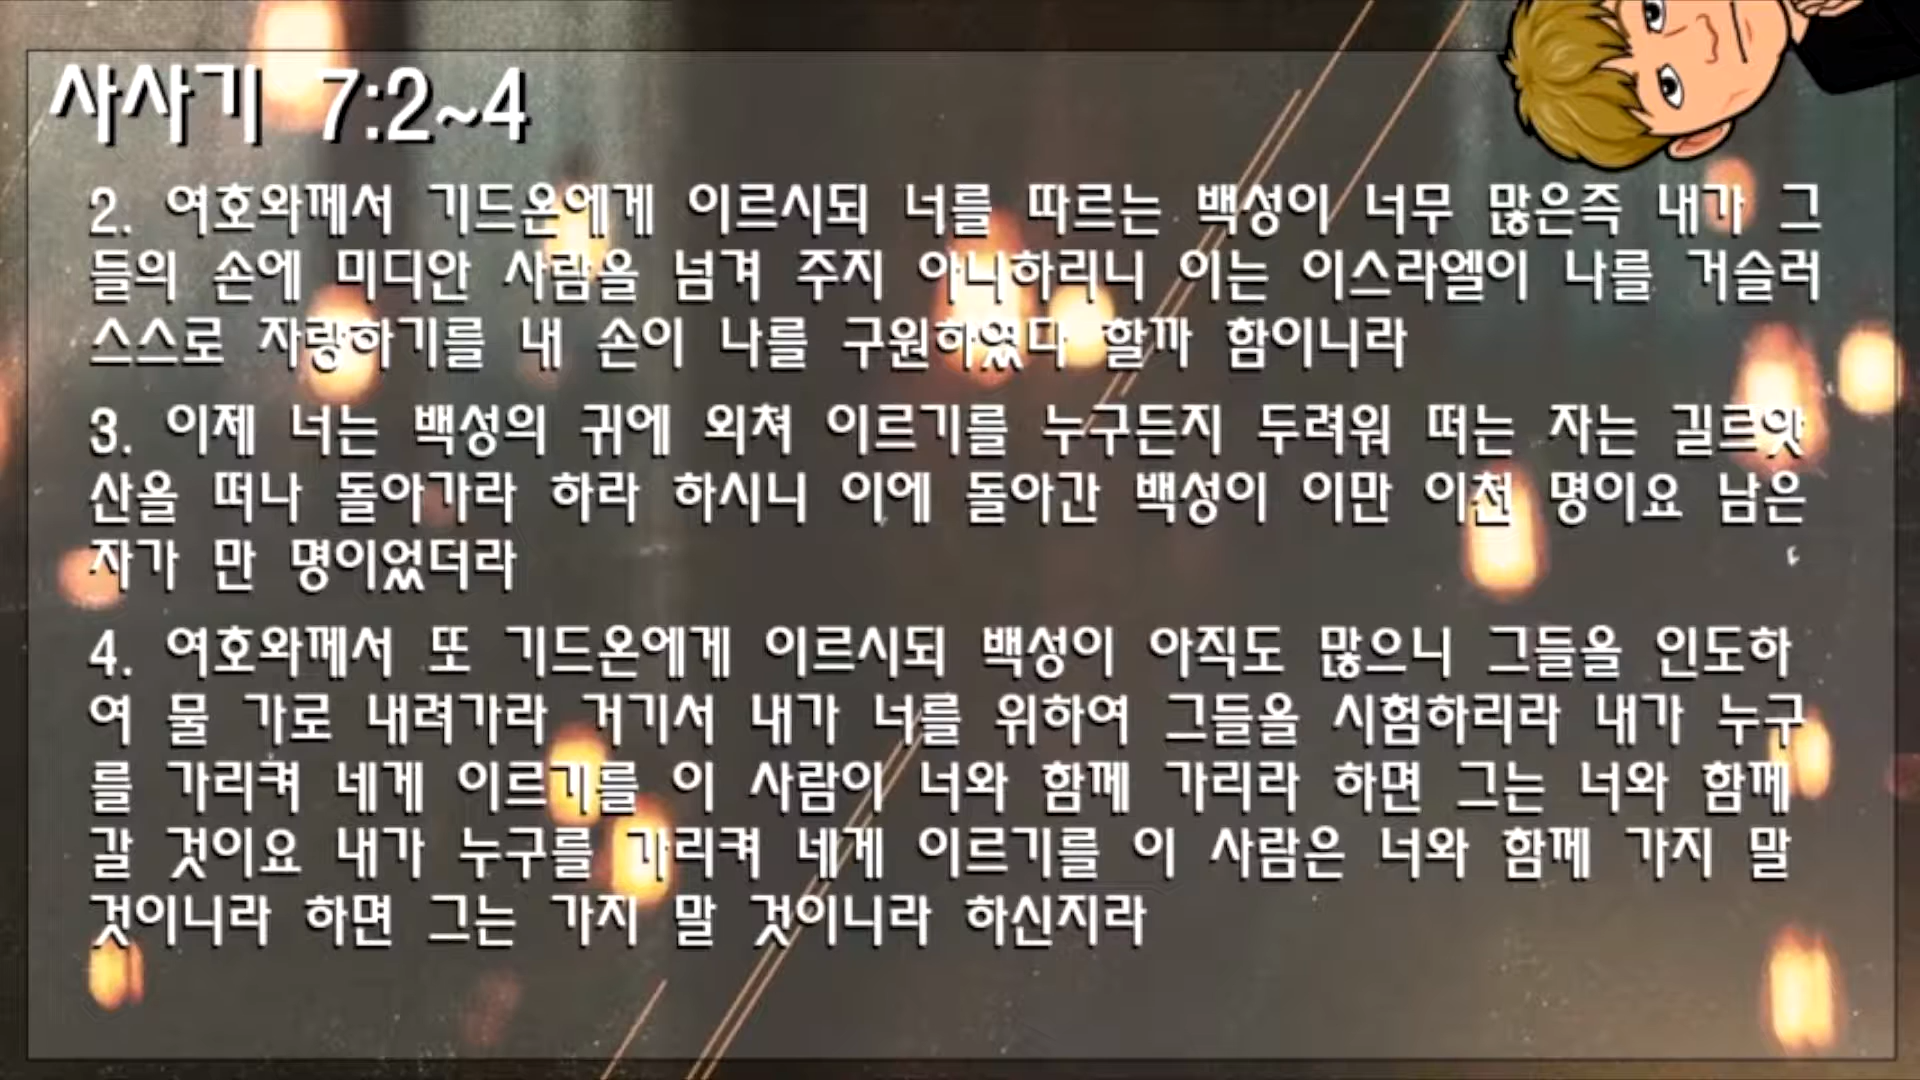 사사기 7:2~4
2. 여호와께서 기드온에게 이르시되 너를 따르는 백성이 너무 많은즉 내가 그
들의 손에 미디안 사람을 넘겨 주지 아니하리니 이는 이스라엘이 나를 거슬러
스스로 자랑하기를 내 손이 나를 구원하였다 할까 함이니라
3. 이제 너는 백성의 귀에 외쳐 이르기를 누구든지 두려워 떠는 자는 길르앗
산을 떠나 돌아가라 하라 하시니 이에 돌아간 백성이 이만 이천 명이요 남은
자가 만 명이었더라
4. 여호와께서 또 기드온에게 이르시되 백성이 아직도 많으니 그들을 인도하
여 물 가로 내려가라 거기서 내가 너를 위하여 그들을 시험하리라 내가 누구
를 가리켜 네게 이르기를 이 사람이 너와 함께 가리라 하면 그는 너와 함께
갈 것이요 내가 누구를 가리켜 네게 이르기를 이 사람은 너와 함께 가지 말
것이니라 하면 그는 가지 말 것이니라 하신지라